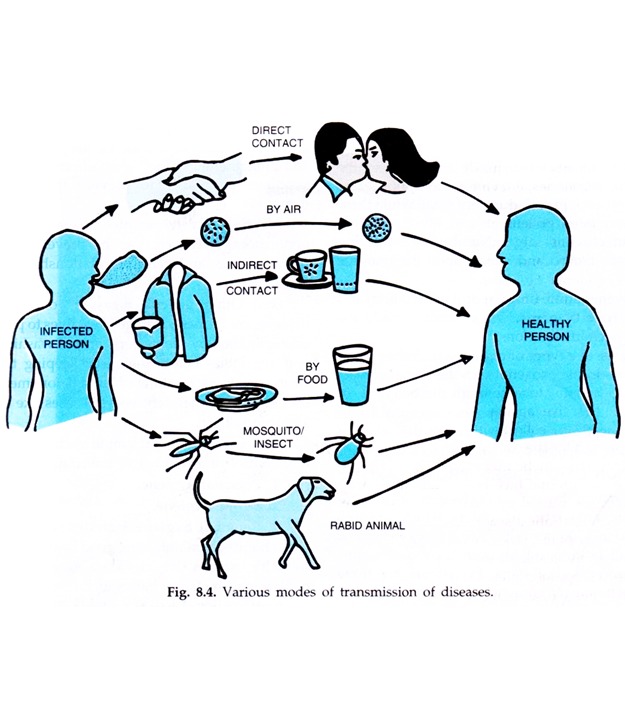 DIRECT
CONTACT
BY AIR
INDIRECT
CONTACT
INFECTED
PERSON
HEALTHY
PERSON
BY
FOOD
MOSQUITO/
INSECT
RABID ANIMAL
Fig. 8.4. Various modes of transmission of diseases.